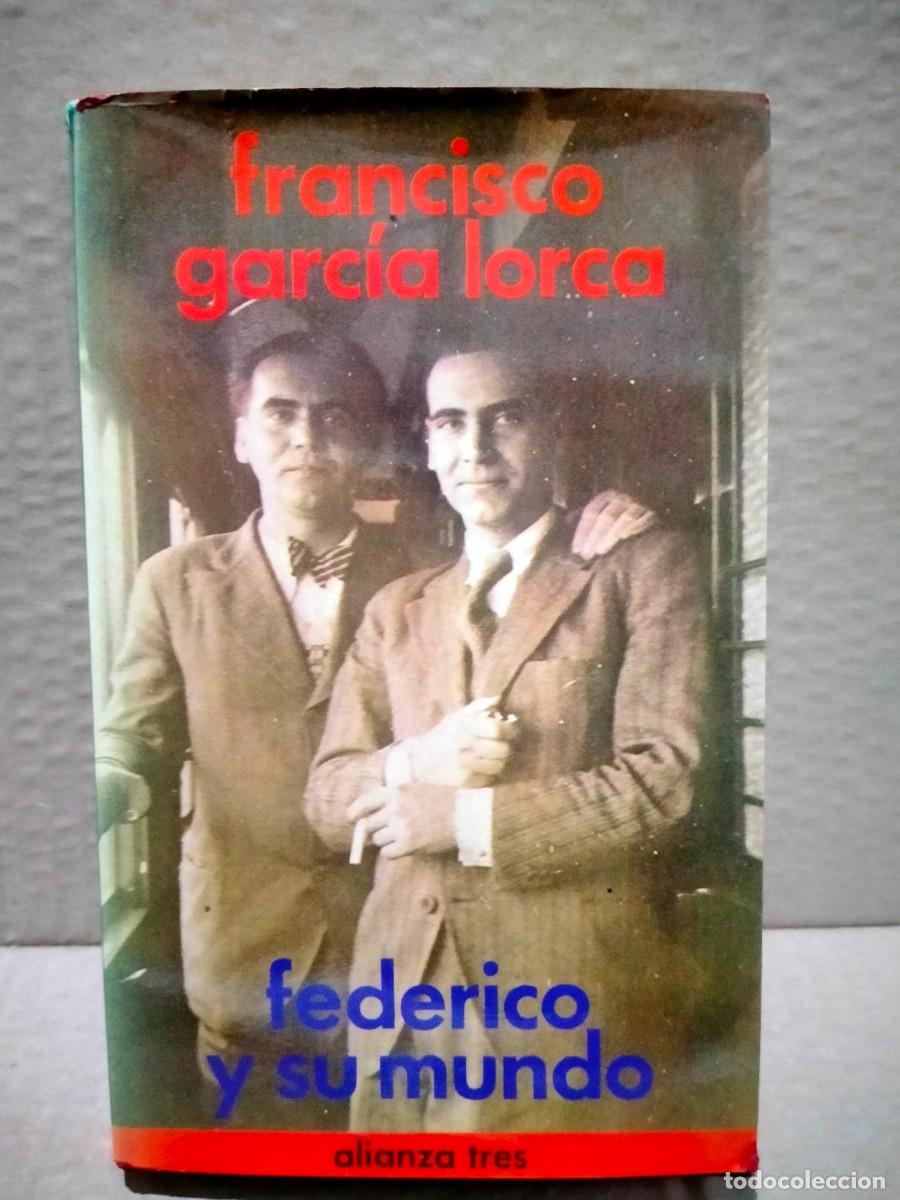 francisco
garcía lorca
federico
y su mundo
alianza tres
todocoleccion